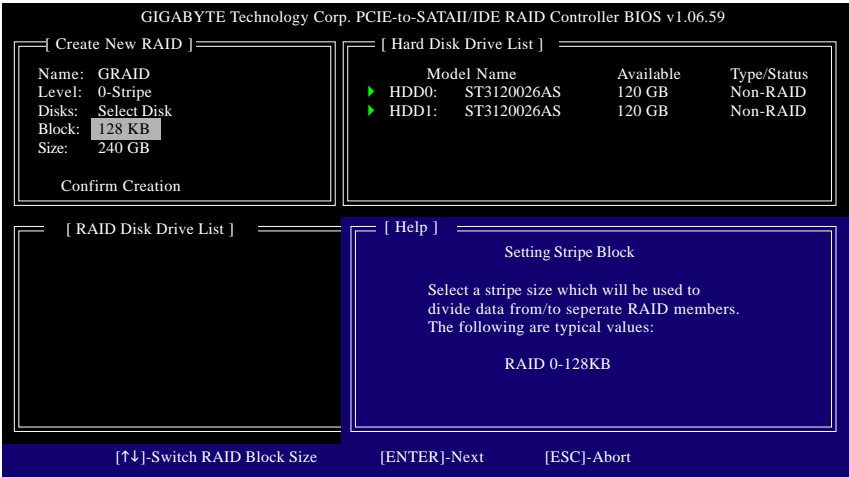 GIGABYTE Technology Corp. PCIE-to-SATAII/IDE RAID Controller BIOS v1.06.59
[ Create New RAID ]
Name: GRAID
Level: 0-Stripe
Disks: Select Disk
Block: 128 KB
Size: 240 GB
Confirm Creation
[ Hard Disk Drive List ]
Model Name Available Type/Status
HDD0: ST3120026AS 120 GB Non-RAID
HDD1: ST3120026AS 120 GB Non-RAID
[ RAID Disk Drive List ]
[ Help ]
Setting Stripe Block
Select a stripe size which will be used to
divide data from/to seperate RAID members.
The following are typical values:
RAID 0-128KB
[↑↓]-Switch RAID Block Size [ENTER]-Next [ESC]-Abort